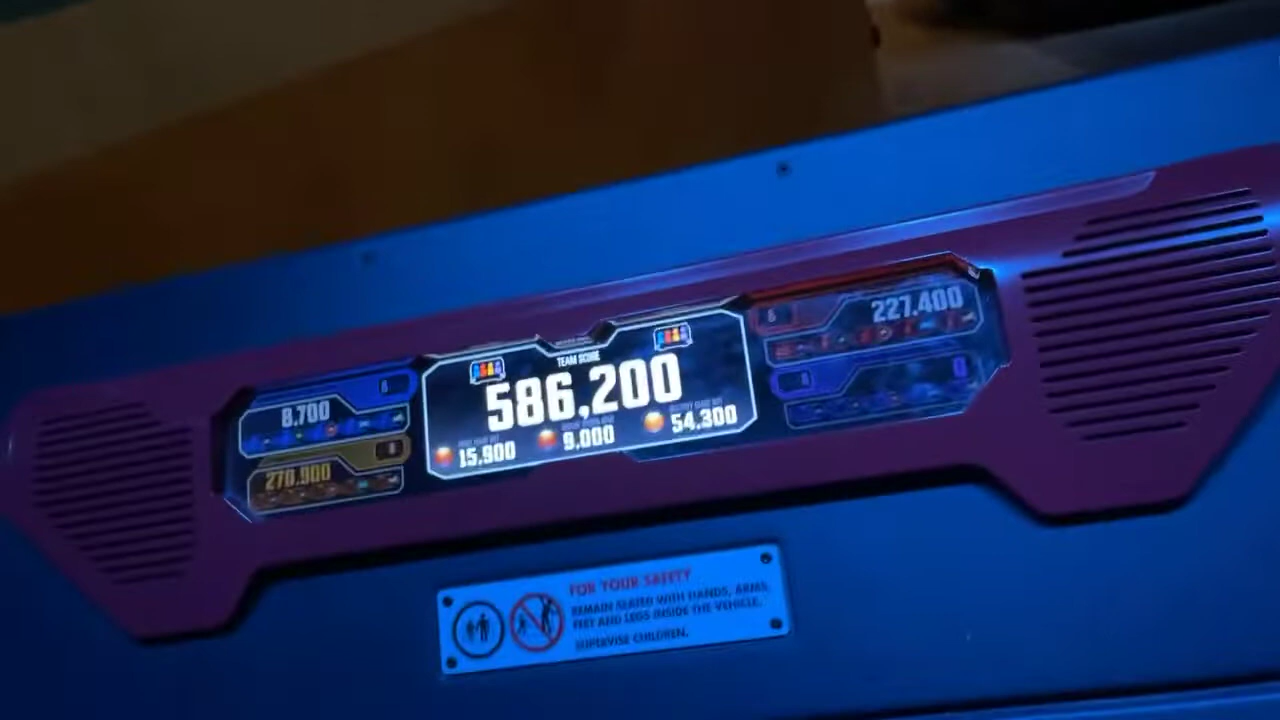 TEAM SCORE
586,200
15,900
9,000
54,300
8,700
270,900
227,400
0
FOR YOUR SAFETY
REMAIN SEATED WITH HANDS, ARMS,
FEET AND LEGS INSIDE THE VEHICLE.
SUPERVISE CHILDREN.